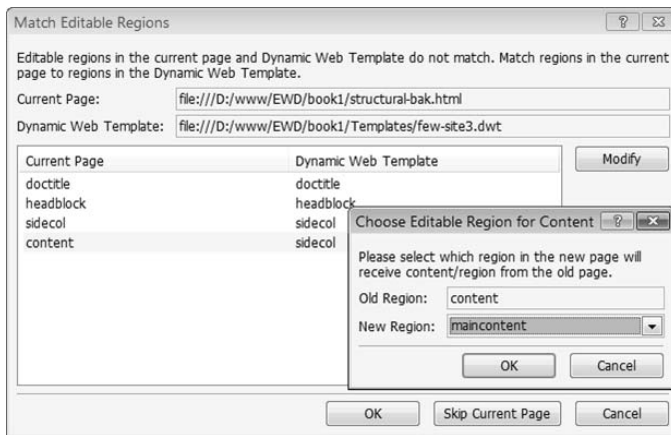 Match Editable Regions
Editable regions in the current page and Dynamic Web Template do not match. Match regions in the current
page to regions in the Dynamic Web Template.
Current Page: file:///D:/www/EWD/book1/structural-bak.html
Dynamic Web Template: file:///D:/www/EWD/book1/Templates/few-site3.dwt
Current Page Dynamic Web Template Modify
doctitle doctitle
headblock headblock
sidecol sidecol
content sidecol
Choose Editable Region for Content
Please select which region in the new page will
receive content/region from the old page.
Old Region: content
New Region: maincontent
OK Cancel
OK Skip Current Page Cancel